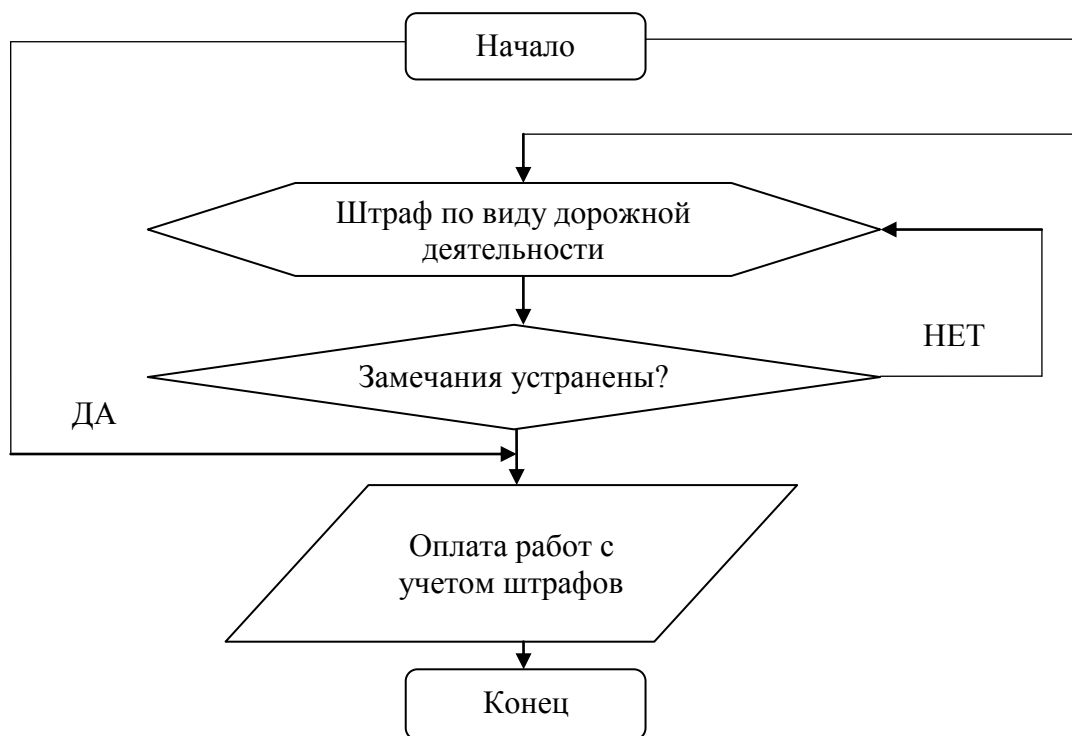 Начало
Штраф по виду дорожной
деятельности
НЕТ
Замечания устранены?
ДА
Оплата работ с
учетом штрафов
Конец